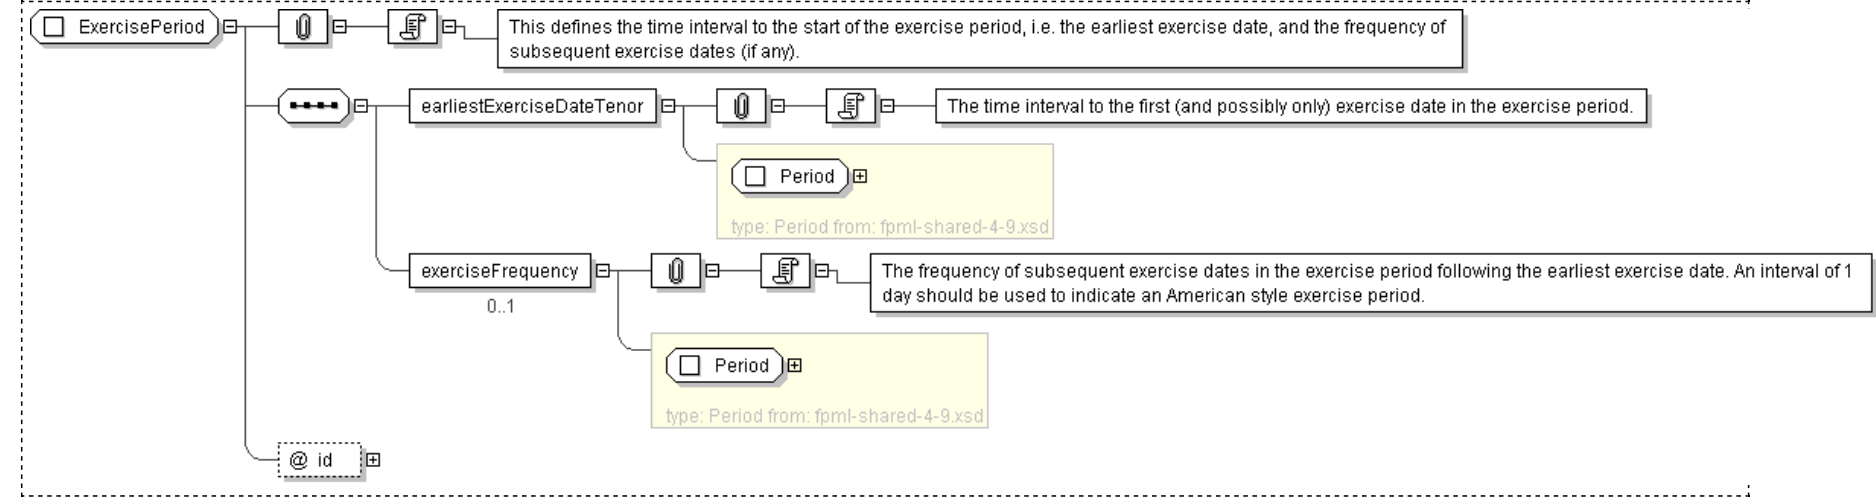 ExercisePeriod
This defines the time interval to the start of the exercise period, i.e. the earliest exercise date, and the frequency of
subsequent exercise dates (if any).
earliestExerciseDateTenor
The time interval to the first (and possibly only) exercise date in the exercise period.
Period
type: Period from: fpml-shared-4-9.xsd
exerciseFrequency
0..1
The frequency of subsequent exercise dates in the exercise period following the earliest exercise date. An interval of 1
day should be used to indicate an American style exercise period.
Period
type: Period from: fpml-shared-4-9.xsd
@ id